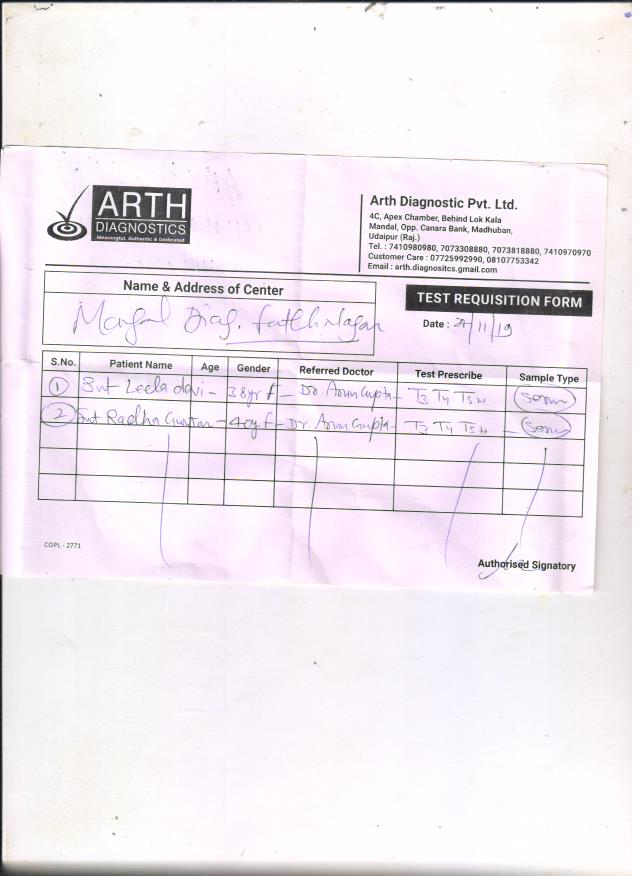 ARTH
DIAGNOSTICS
Meaningful, Authentic & Dedicated
Arth Diagnostic Pvt. Ltd.
4C, Apex Chamber, Behind Lok Kala
Mandal, Opp. Canara Bank, Madhuban,
Udaipur (Raj.)
Tel. : 7410980980, 7073308880, 7073818880, 7410970970
Customer Care : 07725992990, 08107753342
Email : arth.diagnositcs.gmail.com
Name & Address of Center
Mangal Diag. Fatehnagar
TEST REQUISITION FORM
Date : /11/19
S.No. Patient Name Age Gender Referred Doctor Test Prescribe Sample Type
1 Smt Leela devi - 38yr f - Dr. Arun Gupta - T3 T4 TSH Serum
2 Smt Radha - 40y f - Dr. Arun Gupta - T3 T4 TSH - Serum
COPL - 2771
Authorised Signatory